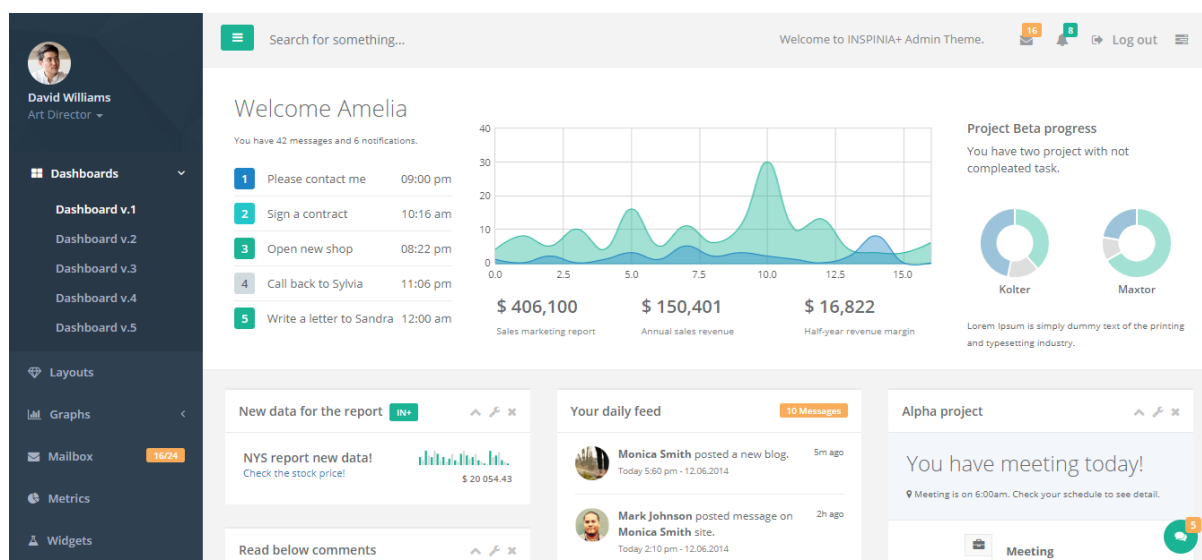 David Williams
Art Director
Dashboards
Dashboard v.1
Dashboard v.2
Dashboard v.3
Dashboard v.4
Dashboard v.5
Layouts
Graphs
Mailbox 16/24
Metrics
Widgets
Search for something...
Welcome to INSPINIA+ Admin Theme.
16
8
Log out
Welcome Amelia
You have 42 messages and 6 notifications.
1 Please contact me 09:00 pm
2 Sign a contract 10:16 am
3 Open new shop 08:22 pm
4 Call back to Sylvia 11:06 pm
5 Write a letter to Sandra 12:00 am
40
30
20
10
0
0.0 2.5 5.0 7.5 10.0 12.5 15.0
$ 406,100
Sales marketing report
$ 150,401
Annual sales revenue
$ 16,822
Half-year revenue margin
Project Beta progress
You have two project with not
compleated task.
Kolter
Maxtor
Lorem Ipsum is simply dummy text of the printing
and typesetting industry.
New data for the report IN+
NYS report new data!
Check the stock price!
$ 20 054.43
Read below comments
Your daily feed 10 Messages
Monica Smith posted a new blog. 5m ago
Today 5:60 pm - 12.06.2014
Mark Johnson posted message on 2h ago
Monica Smith site.
Today 2:10 pm - 12.06.2014
Alpha project
You have meeting today!
Meeting is on 6:00am. Check your schedule to see detail.
Meeting
5